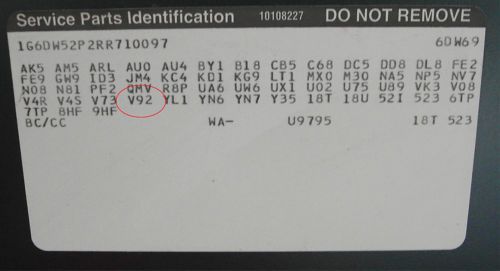 Service Parts Identification 10108227 DO NOT REMOVE
1G6DW52P2RR710097 6DW69
AK5 AM5 ARL AU0 AU4 BY1 B18 CB5 C68 DC5 DD8 DL8 FE2
FE9 GW9 ID3 JM4 KC4 KD1 KG9 LT1 MX0 M30 NA5 NP5 NV7
N08 N81 PF2 QMV R8P UA6 UW6 UX1 U02 U75 U89 VK3 V08
V4R V4S V73 V92 YL1 YN6 YN7 Y35 18T 18U 52I 523 6TP
7TP 8HF 9HF
BC/CC WA- U9795 18T 523